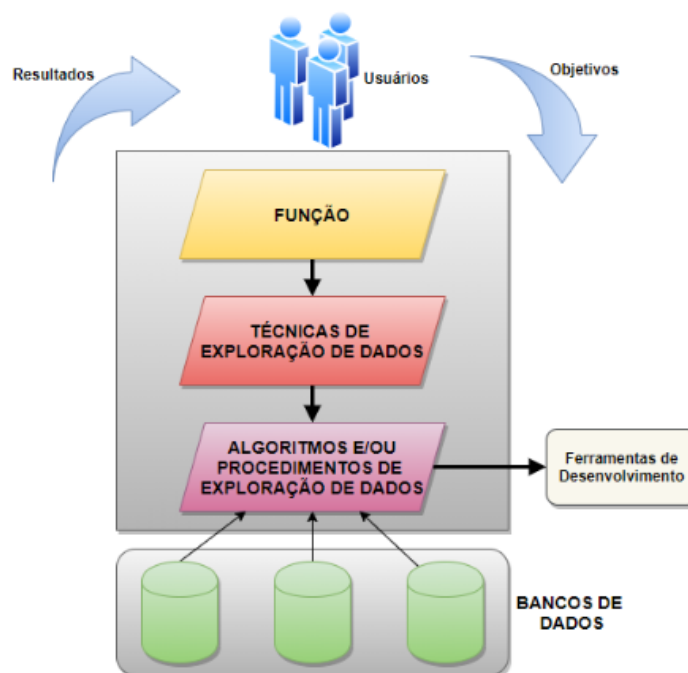 Resultados
Usuários
Objetivos
FUNÇÃO
TÉCNICAS DE
EXPLORAÇÃO DE DADOS
ALGORITMOS E/OU
PROCEDIMENTOS DE
EXPLORAÇÃO DE DADOS
Ferramentas de
Desenvolvimento
BANCOS DE
DADOS